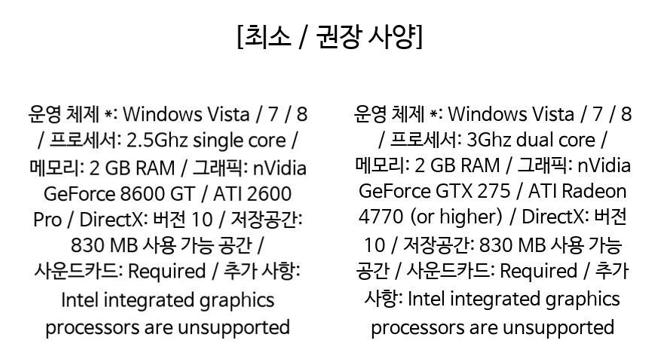 [최소 / 권장 사양]
운영 체제 *: Windows Vista / 7 / 8
/ 프로세서: 2.5Ghz single core /
메모리: 2 GB RAM / 그래픽: nVidia
GeForce 8600 GT / ATI 2600
Pro / DirectX: 버전 10 / 저장공간:
830 MB 사용 가능 공간 /
사운드카드: Required / 추가 사항:
Intel integrated graphics
processors are unsupported
운영 체제 *: Windows Vista / 7 / 8
/ 프로세서: 3Ghz dual core /
메모리: 2 GB RAM / 그래픽: nVidia
GeForce GTX 275 / ATI Radeon
4770 (or higher) / DirectX: 버전
10 / 저장공간: 830 MB 사용 가능
공간 / 사운드카드: Required / 추가
사항: Intel integrated graphics
processors are unsupported